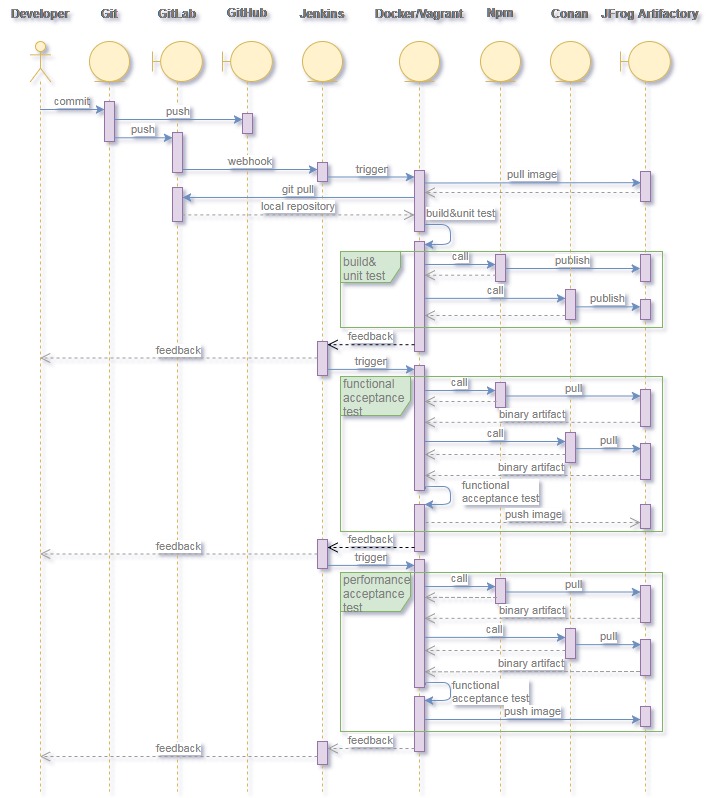 Developer Git GitLab GitHub Jenkins Docker/Vagrant Npm Conan JFrog Artifactory
commit
push
push
webhook
trigger
pull image
git pull
local repository
build&unit test
build&
unit test
call
publish
call
publish
feedback
feedback
trigger
functional
acceptance
test
call
pull
binary artifact
call
pull
binary artifact
functional
acceptance test
push image
feedback
feedback
trigger
performance
acceptance
test
call
pull
binary artifact
call
pull
binary artifact
functional
acceptance test
push image
feedback
feedback